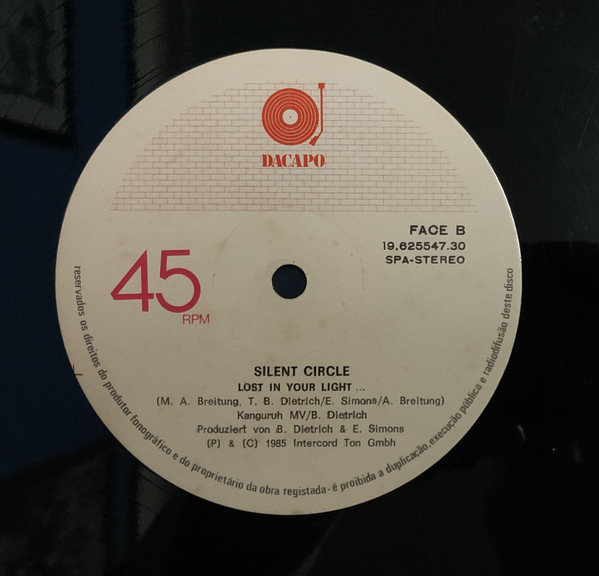 DACAPO
FACE B
19.625547.30
SPA-STEREO
45
RPM
SILENT CIRCLE
LOST IN YOUR LIGHT ...
(M. A. Breitung, T. B. Dietrich/E. Simons/A. Breitung)
Kanguruh MV/B. Dietrich
Produziert von B. Dietrich & E. Simons
(P) & (C) 1985 Intercord Ton Gmbh
reservados os direitos do produtor fonográfico e do proprietário da obra registada-é proibida a duplicação, execução pública e radiodifusão deste disco